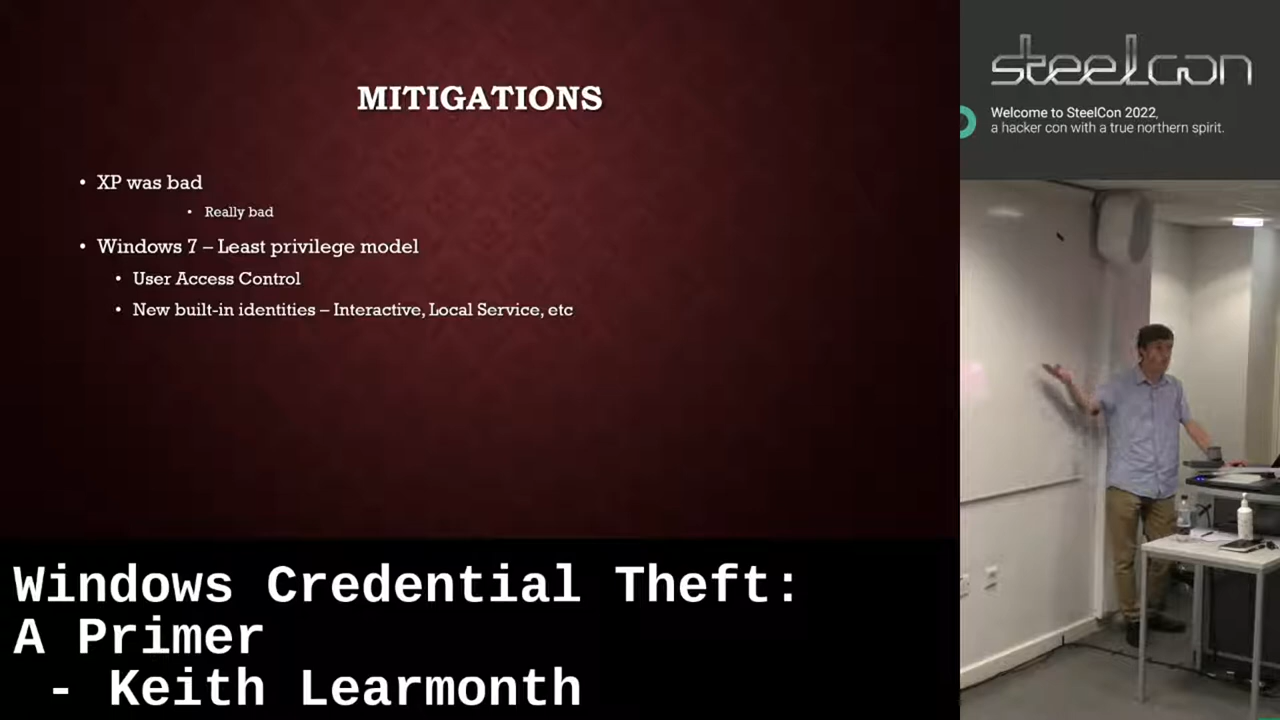 MITIGATIONS
• XP was bad
• Really bad
• Windows 7 – Least privilege model
• User Access Control
• New built-in identities – Interactive, Local Service, etc
Windows Credential Theft:
A Primer
- Keith Learmonth
steelcon
Welcome to SteelCon 2022,
a hacker con with a true northern spirit.